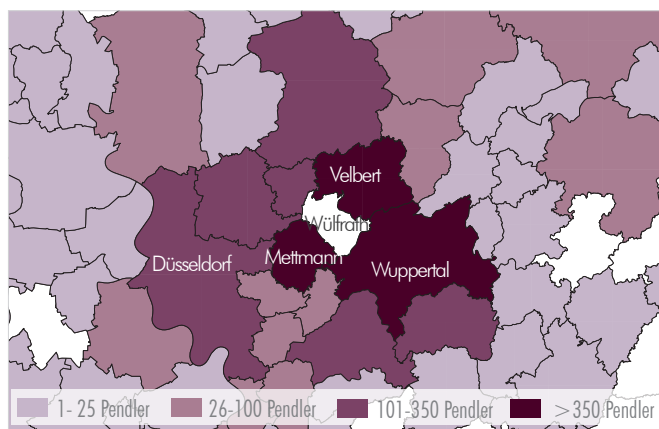 Velbert
Wülfrath
Düsseldorf
Mettmann
Wuppertal
1- 25 Pendler
26-100 Pendler
101-350 Pendler
>350 Pendler